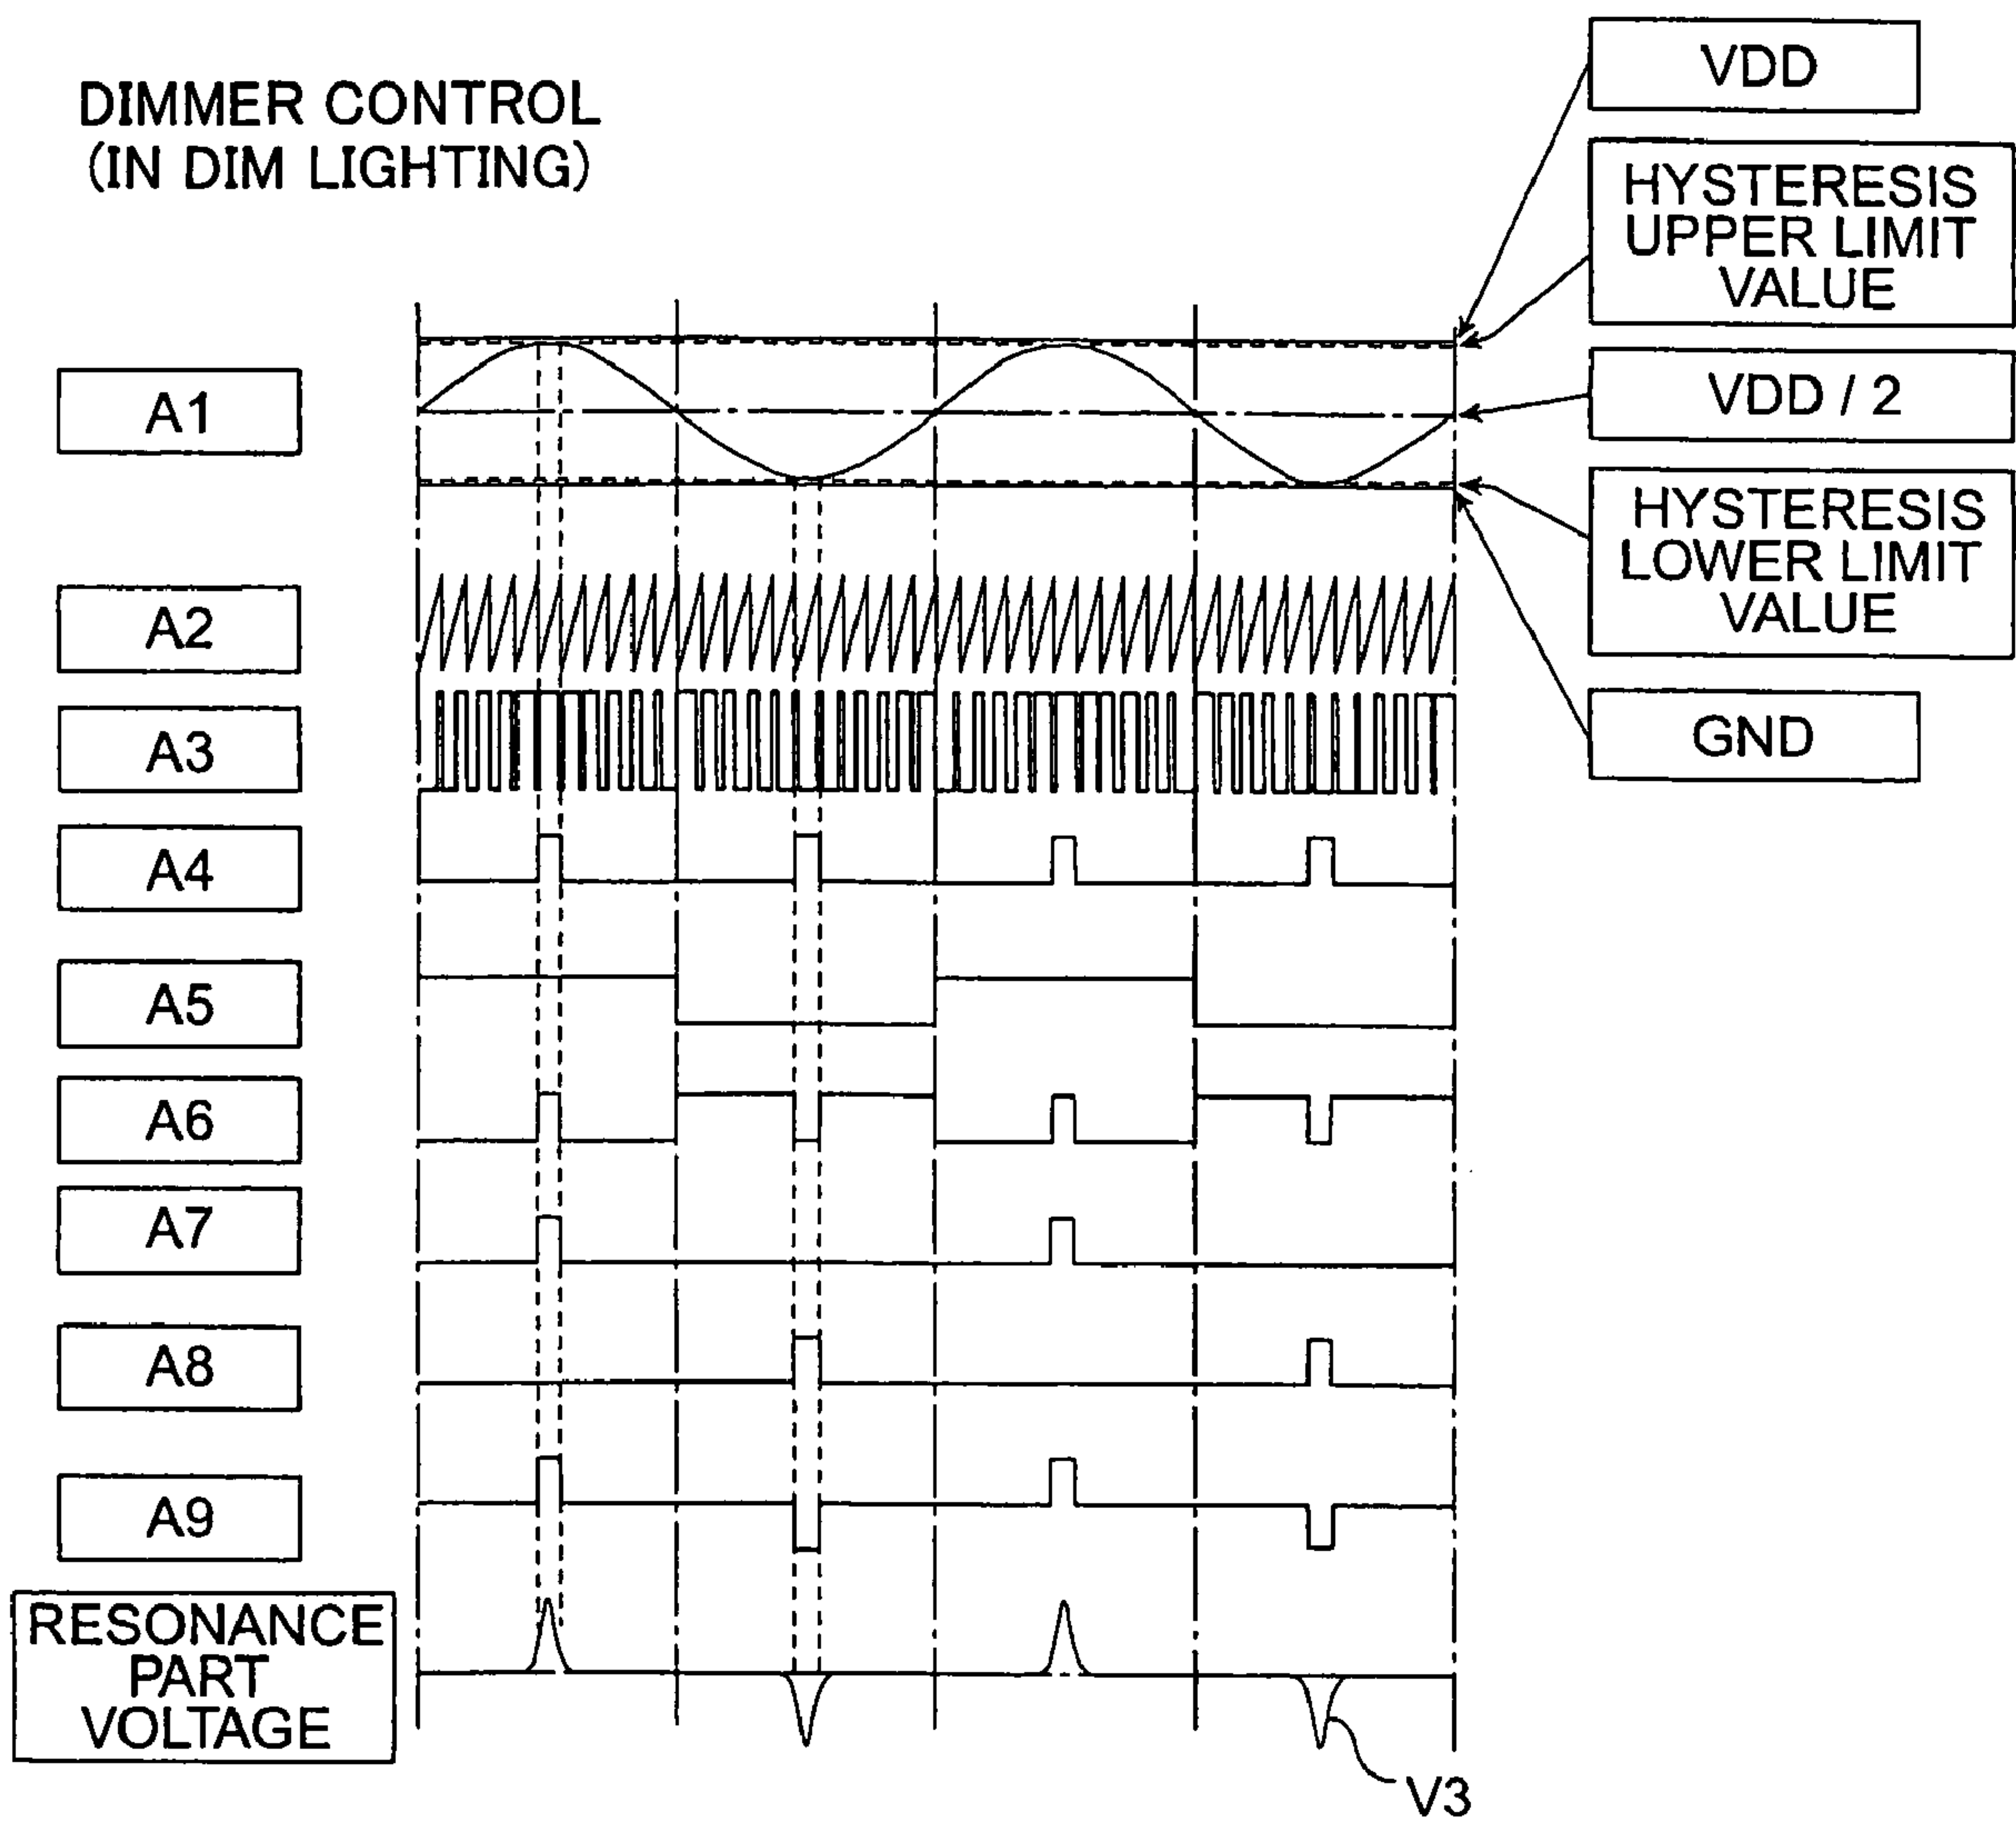 DIMMER CONTROL
(IN DIM LIGHTING)
VDD
HYSTERESIS
UPPER LIMIT
VALUE
VDD / 2
HYSTERESIS
LOWER LIMIT
VALUE
GND
A1
A2
A3
A4
A5
A6
A7
A8
A9
RESONANCE
PART
VOLTAGE
V3